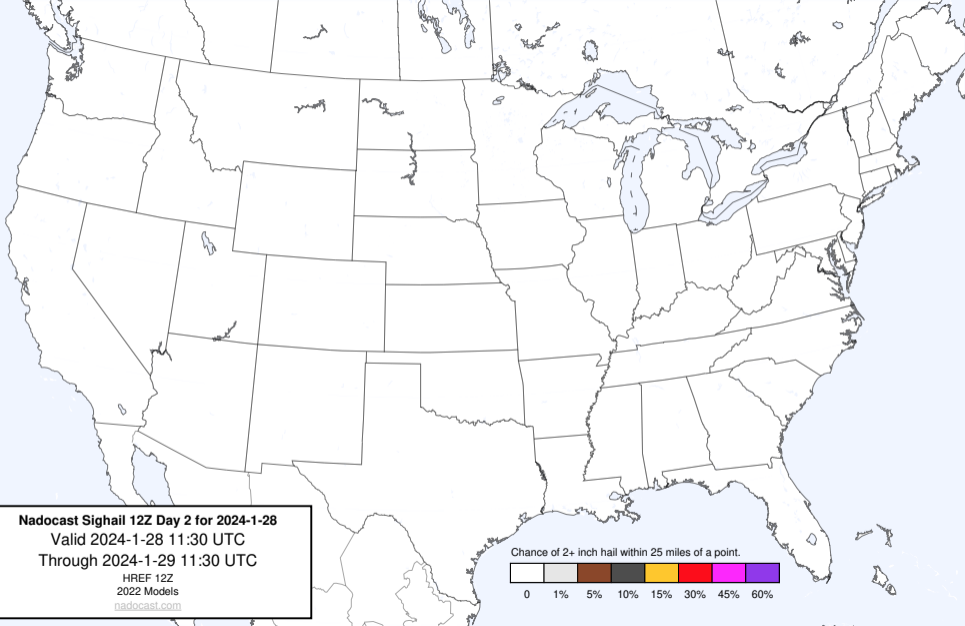 Nadocast Sighail 12Z Day 2 for 2024-1-28
Valid 2024-1-28 11:30 UTC
Through 2024-1-29 11:30 UTC
HREF 12Z
2022 Models
nadocast.com
Chance of 2+ inch hail within 25 miles of a point.
0 1% 5% 10% 15% 30% 45% 60%